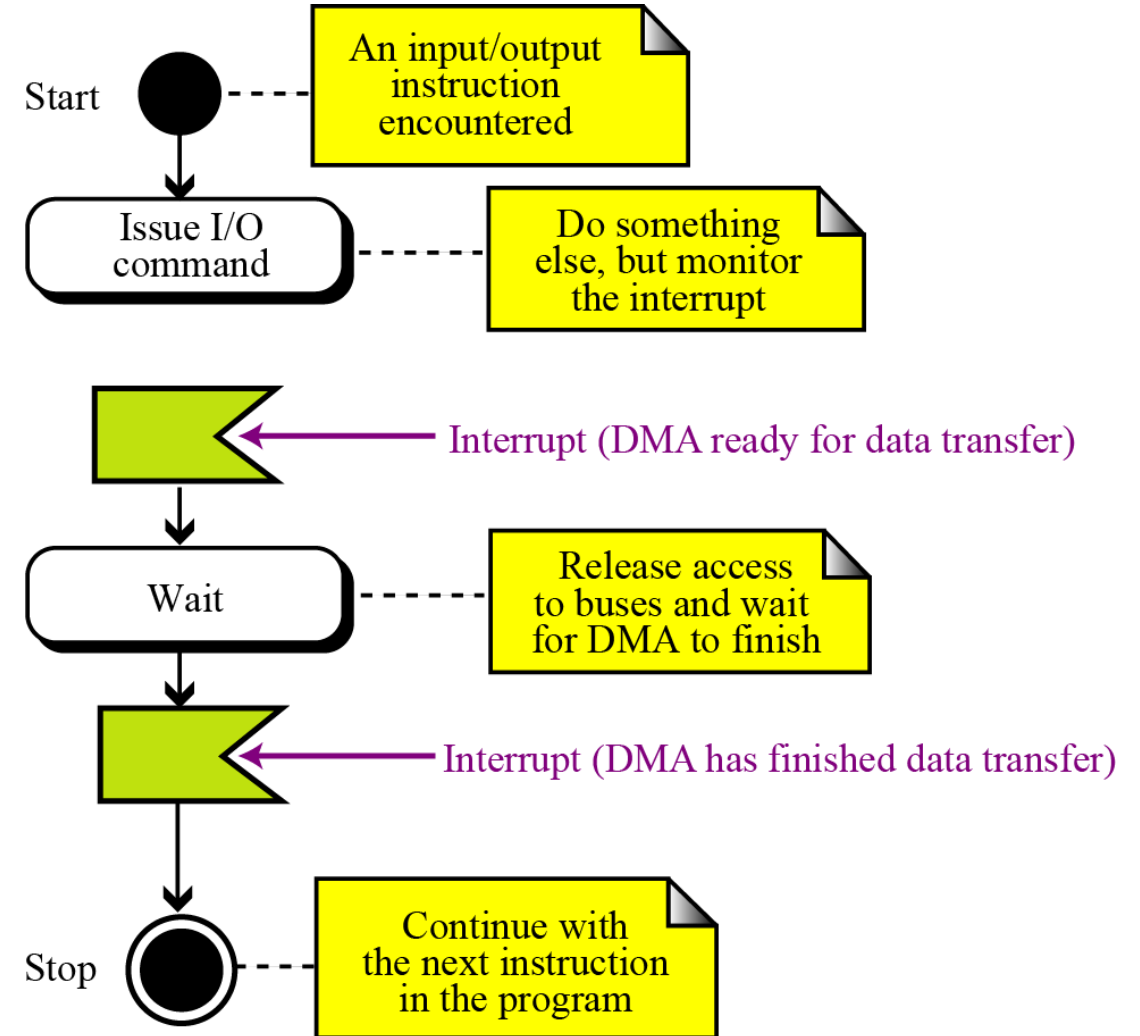 Start
An input/output
instruction
encountered
Issue I/O
command
Do something
else, but monitor
the interrupt
Interrupt (DMA ready for data transfer)
Wait
Release access
to buses and wait
for DMA to finish
Interrupt (DMA has finished data transfer)
Stop
Continue with
the next instruction
in the program